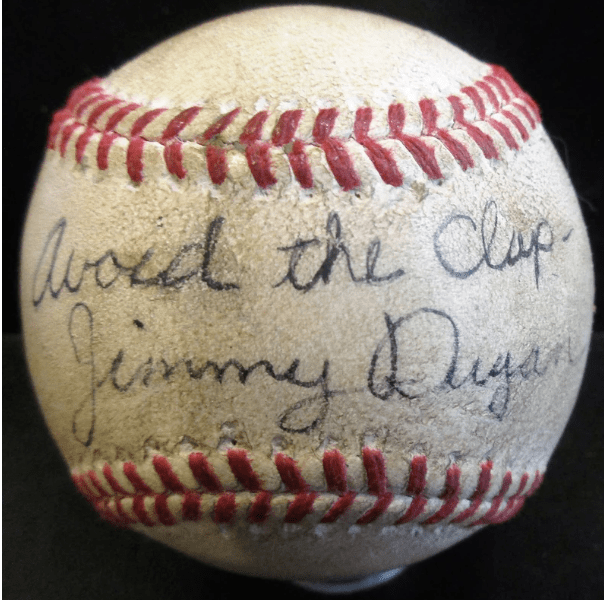 Avoid the Clap-
Jimmy Dugan